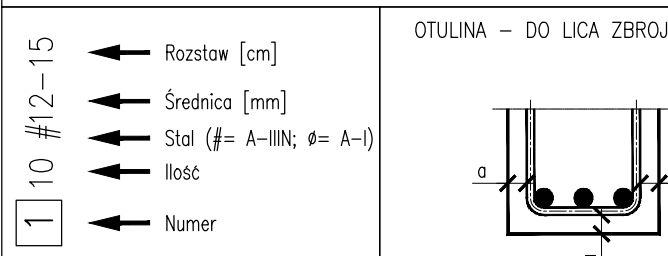 1 10 #12-15
Rozstaw [cm]
Średnica [mm]
Stal (#= A-IIIN; ø= A-I)
Ilość
Numer
OTULINA - DO LICA ZBROJ
a